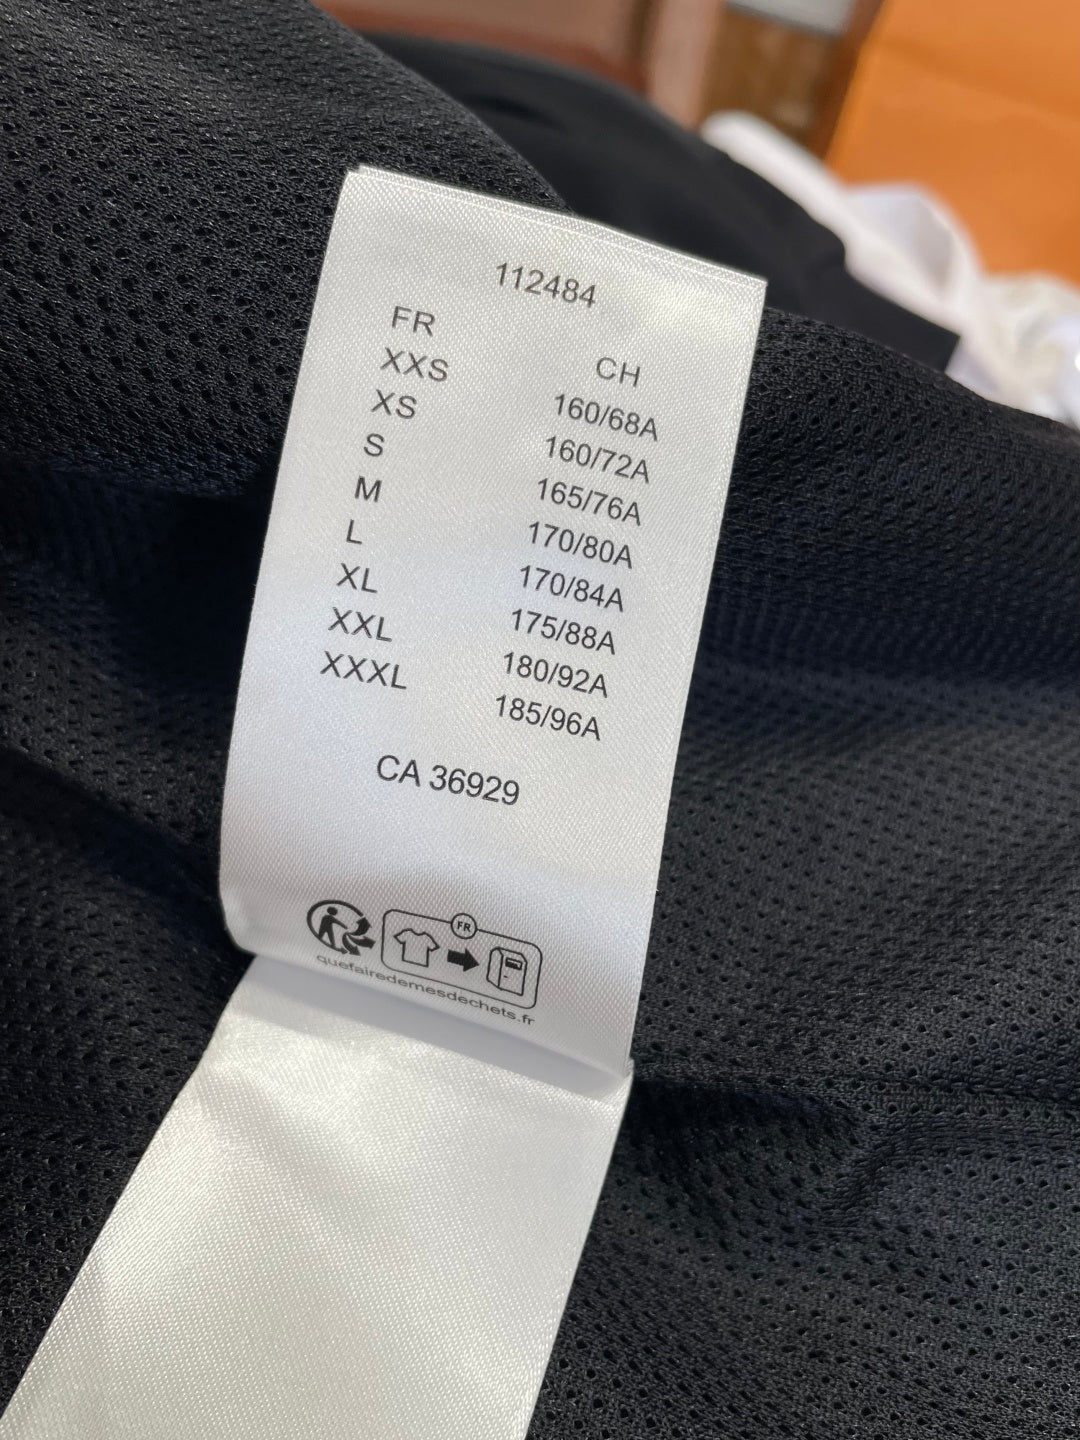 112484
FR CH
XXS 160/68A
XS 160/72A
S 165/76A
M 170/80A
L 170/84A
XL 175/88A
XXL 180/92A
XXXL 185/96A
CA 36929
FR
quefairedemesdechets.fr